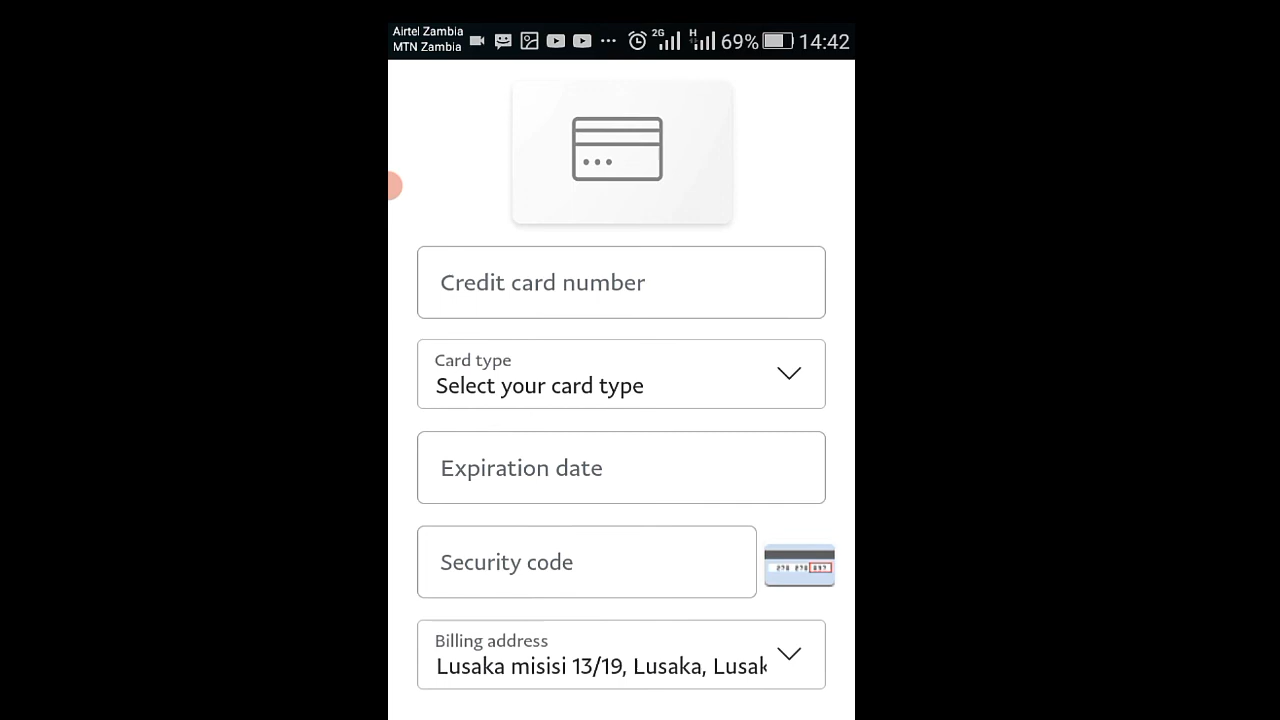 Airtel Zambia
MTN Zambia
2G
H
69%
14:42
Credit card number
Card type
Select your card type
Expiration date
Security code
Billing address
Lusaka misisi 13/19, Lusaka, Lusak